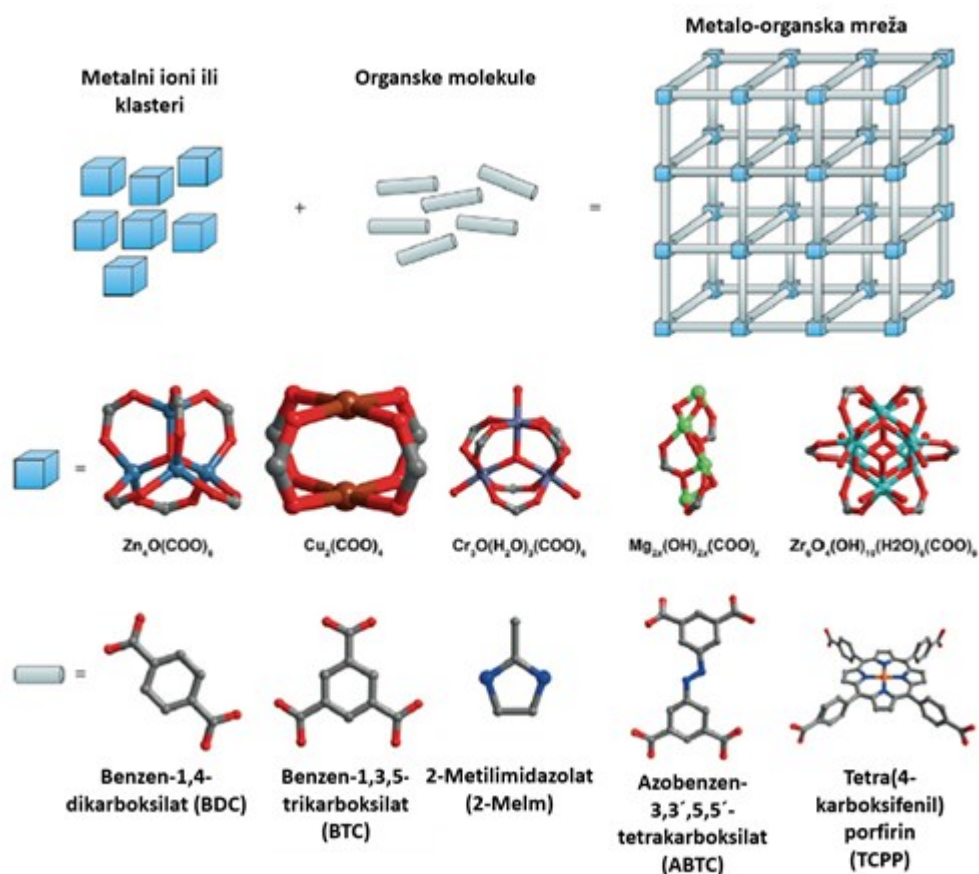 Metalo-organska mreža
Metalni ioni ili
klasteri
Organske molekule
+
=
=
Zn₄O(COO)₆
Cu₂(COO)₄
Cr₃O(H₂O)₃(COO)₆
Mg₂ₓ(OH)₂ₓ(COO)ₓ
Zr₆O₄(OH)₁₀(H2O)₆(COO)₆
=
Benzen-1,4-
dikarboksilat (BDC)
Benzen-1,3,5-
trikarboksilat
(BTC)
2-Metilimidazolat
(2-MeIm)
Azobenzen-
3,3´,5,5´-
tetrakarboksilat
(ABTC)
Tetra(4-
karboksifenil)
porfirin
(TCPP)